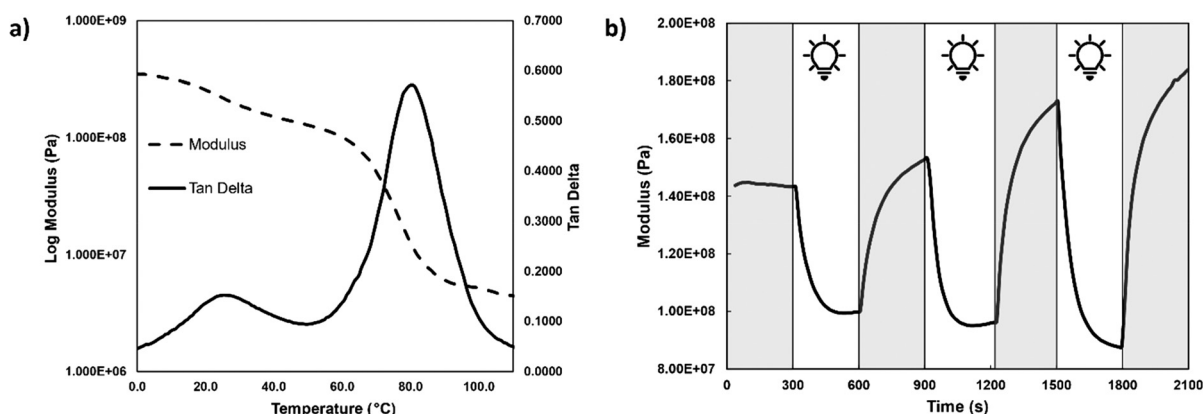 a)
1.000E+09
1.000E+08
1.000E+07
1.000E+06
Log Modulus (Pa)
Modulus
Tan Delta
0.7000
0.6000
0.5000
0.4000
0.3000
0.2000
0.1000
0.0000
Tan Delta
0.0 20.0 40.0 60.0 80.0 100.0
Temperature (°C)
b)
2.00E+08
1.80E+08
1.60E+08
1.40E+08
1.20E+08
1.00E+08
8.00E+07
Modulus (Pa)
0 300 600 900 1200 1500 1800 2100
Time (s)